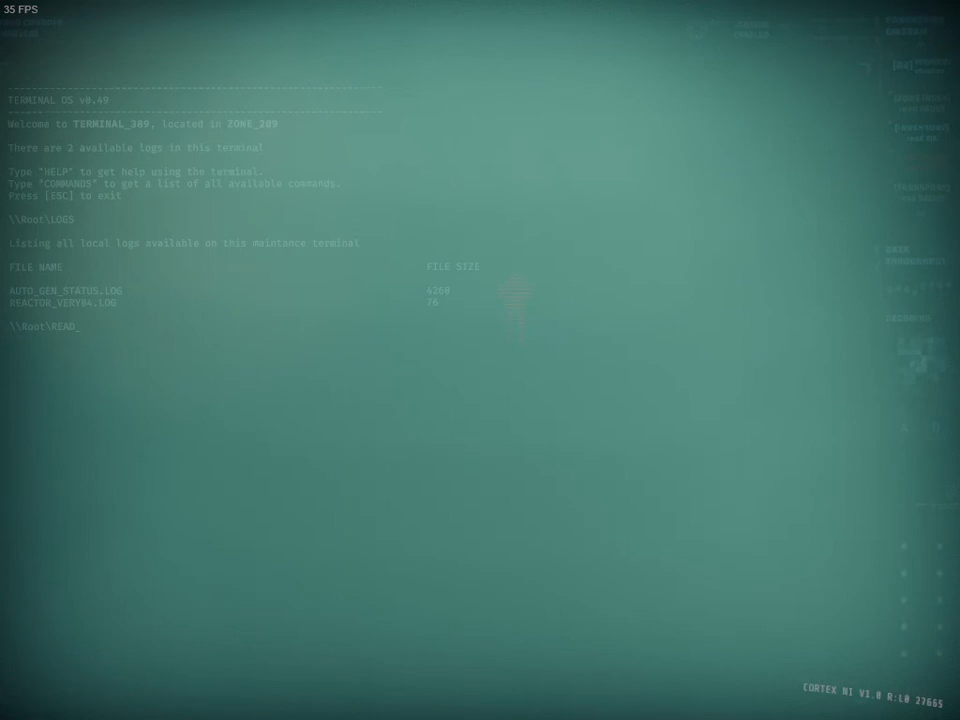 35 FPS
--------------------------------------------------------------
TERMINAL OS v0.49
--------------------------------------------------------------
Welcome to TERMINAL_389, located in ZONE_289
There are 2 available logs in this terminal
Type "HELP" to get help using the terminal.
Type "COMMANDS" to get a list of all available commands.
Press [ESC] to exit
\\Root\LOGS
Listing all local logs available on this maintance terminal
FILE NAME FILE SIZE
AUTO_GEN_STATUS.LOG 4260
REACTOR_VERY04.LOG 76
\\Root\READ_
CORTEX NI V1.0 R:L0 27665